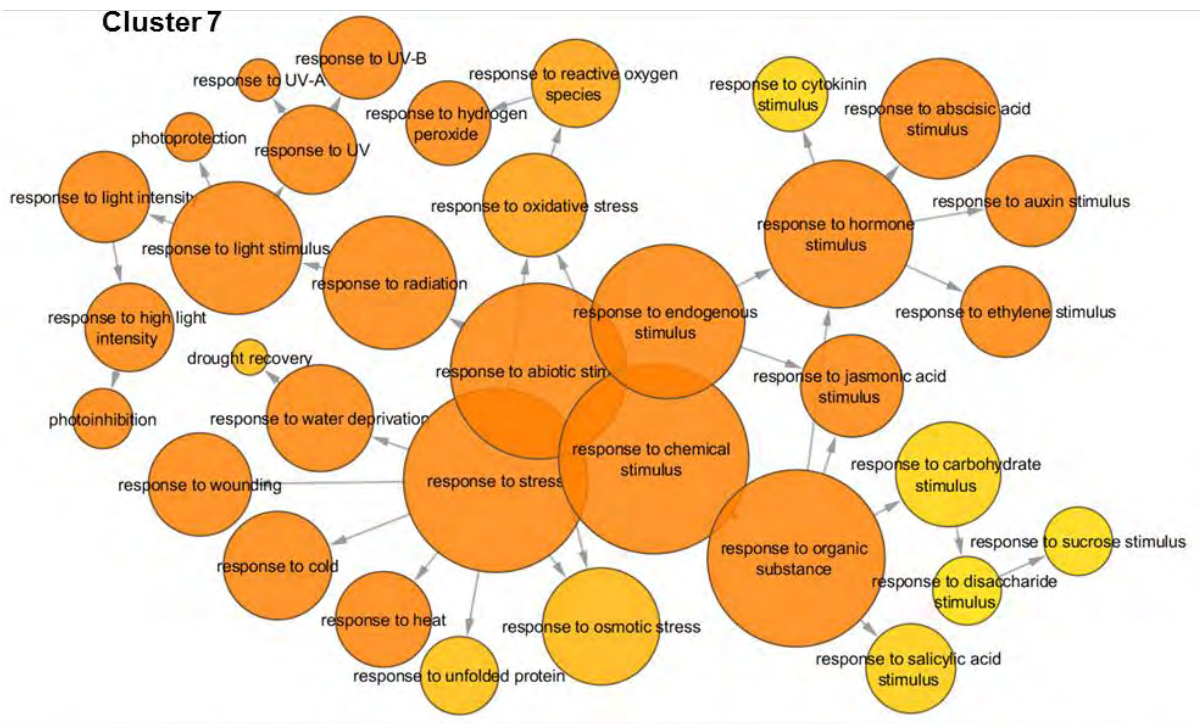 Cluster 7
response to UV-B
response to UV-A
response to reactive oxygen
species
response to hydrogen
peroxide
photoprotection
response to UV
response to cytokinin
stimulus
response to abscisic acid
stimulus
response to light intensity
response to oxidative stress
response to auxin stimulus
response to light stimulus
response to hormone
stimulus
response to radiation
response to endogenous
stimulus
response to ethylene stimulus
response to high light
intensity
drought recovery
response to abiotic stim
response to jasmonic acid
stimulus
photoinhibition
response to water deprivation
response to chemical
stimulus
response to carbohydrate
stimulus
response to wounding
response to stress
response to sucrose stimulus
response to organic
substance
response to cold
response to disaccharide
stimulus
response to heat
response to osmotic stress
response to salicylic acid
stimulus
response to unfolded protein